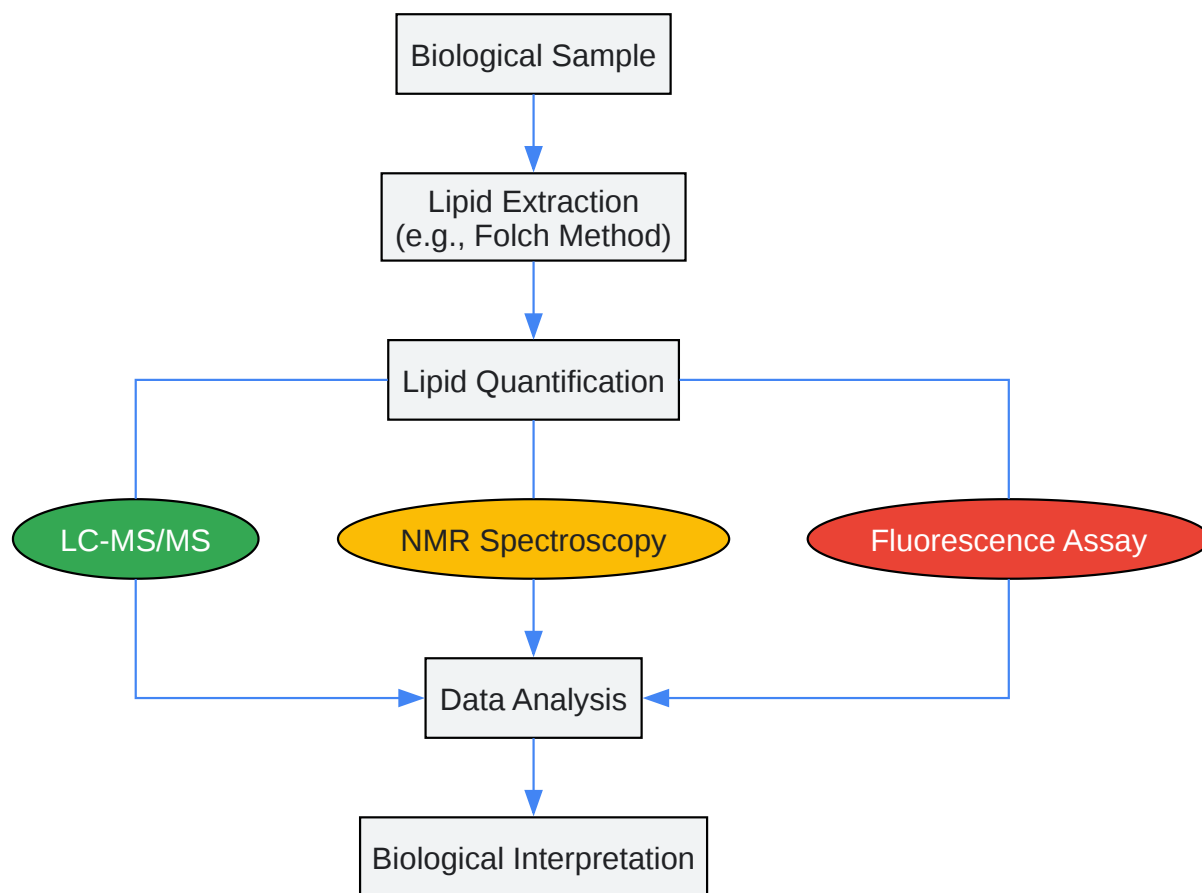 Biological Sample
Lipid Extraction
(e.g., Folch Method)
Lipid Quantification
LC-MS/MS
NMR Spectroscopy
Fluorescence Assay
Data Analysis
Biological Interpretation